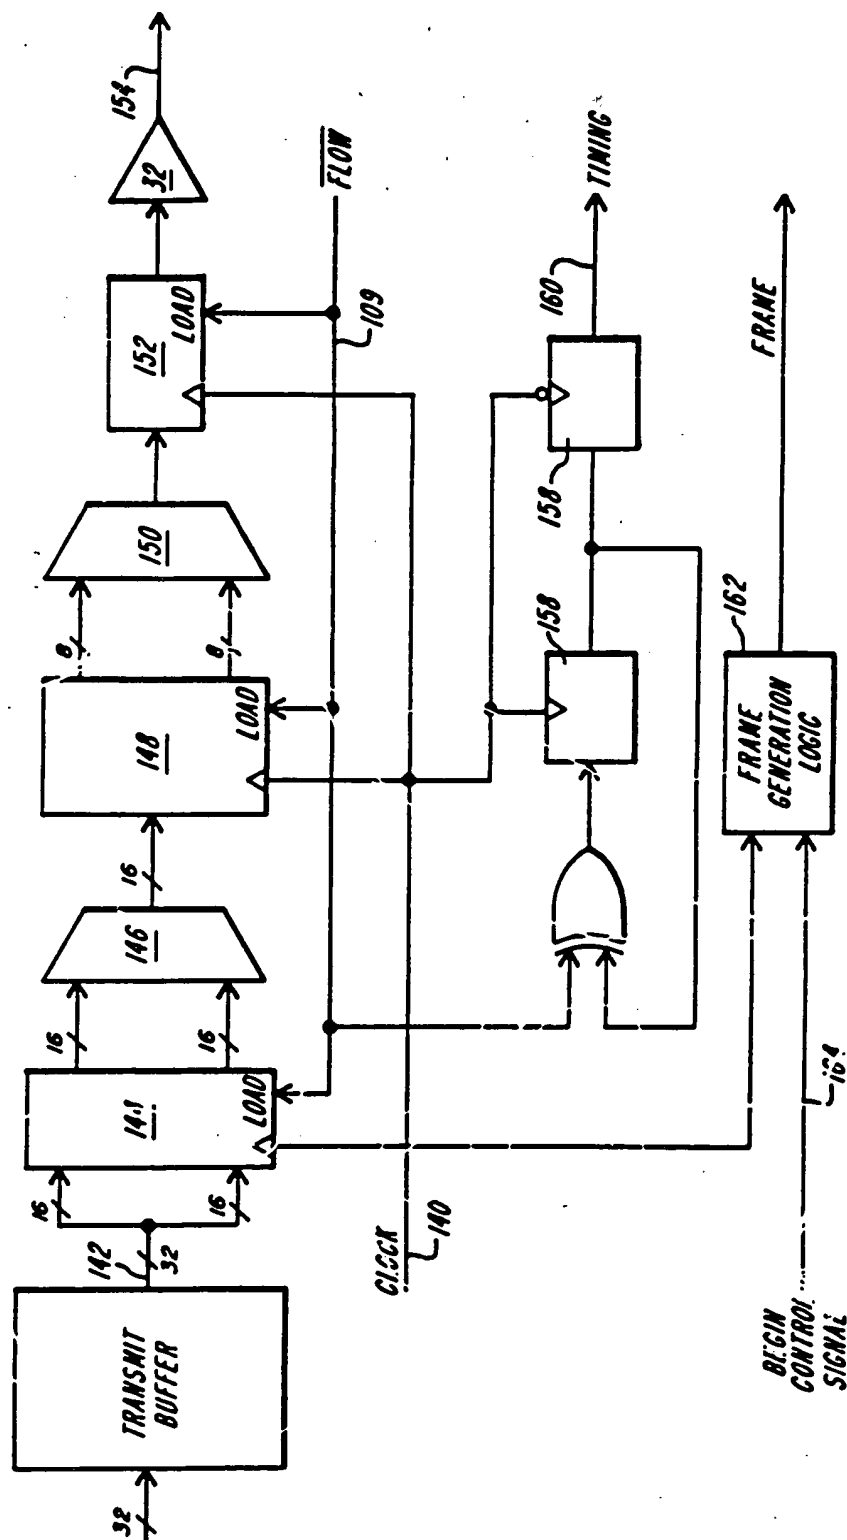 32
TRANSMIT
BUFFER
142
32
16
16
LOAD
16
16
146
16
148
LOAD
8
8
150
152
LOAD
32
154
FLOW
109
CLOCK
140
158
158
160
TIMING
BEGIN
CONTROL
SIGNAL
FRAME
GENERATION
LOGIC
162
FRAME